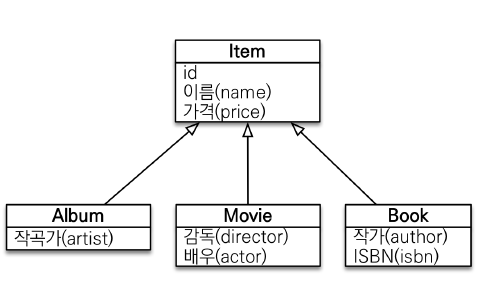 Item
id
이름(name)
가격(price)
Album
작곡가(artist)
Movie
감독(director)
배우(actor)
Book
작가(author)
ISBN(isbn)